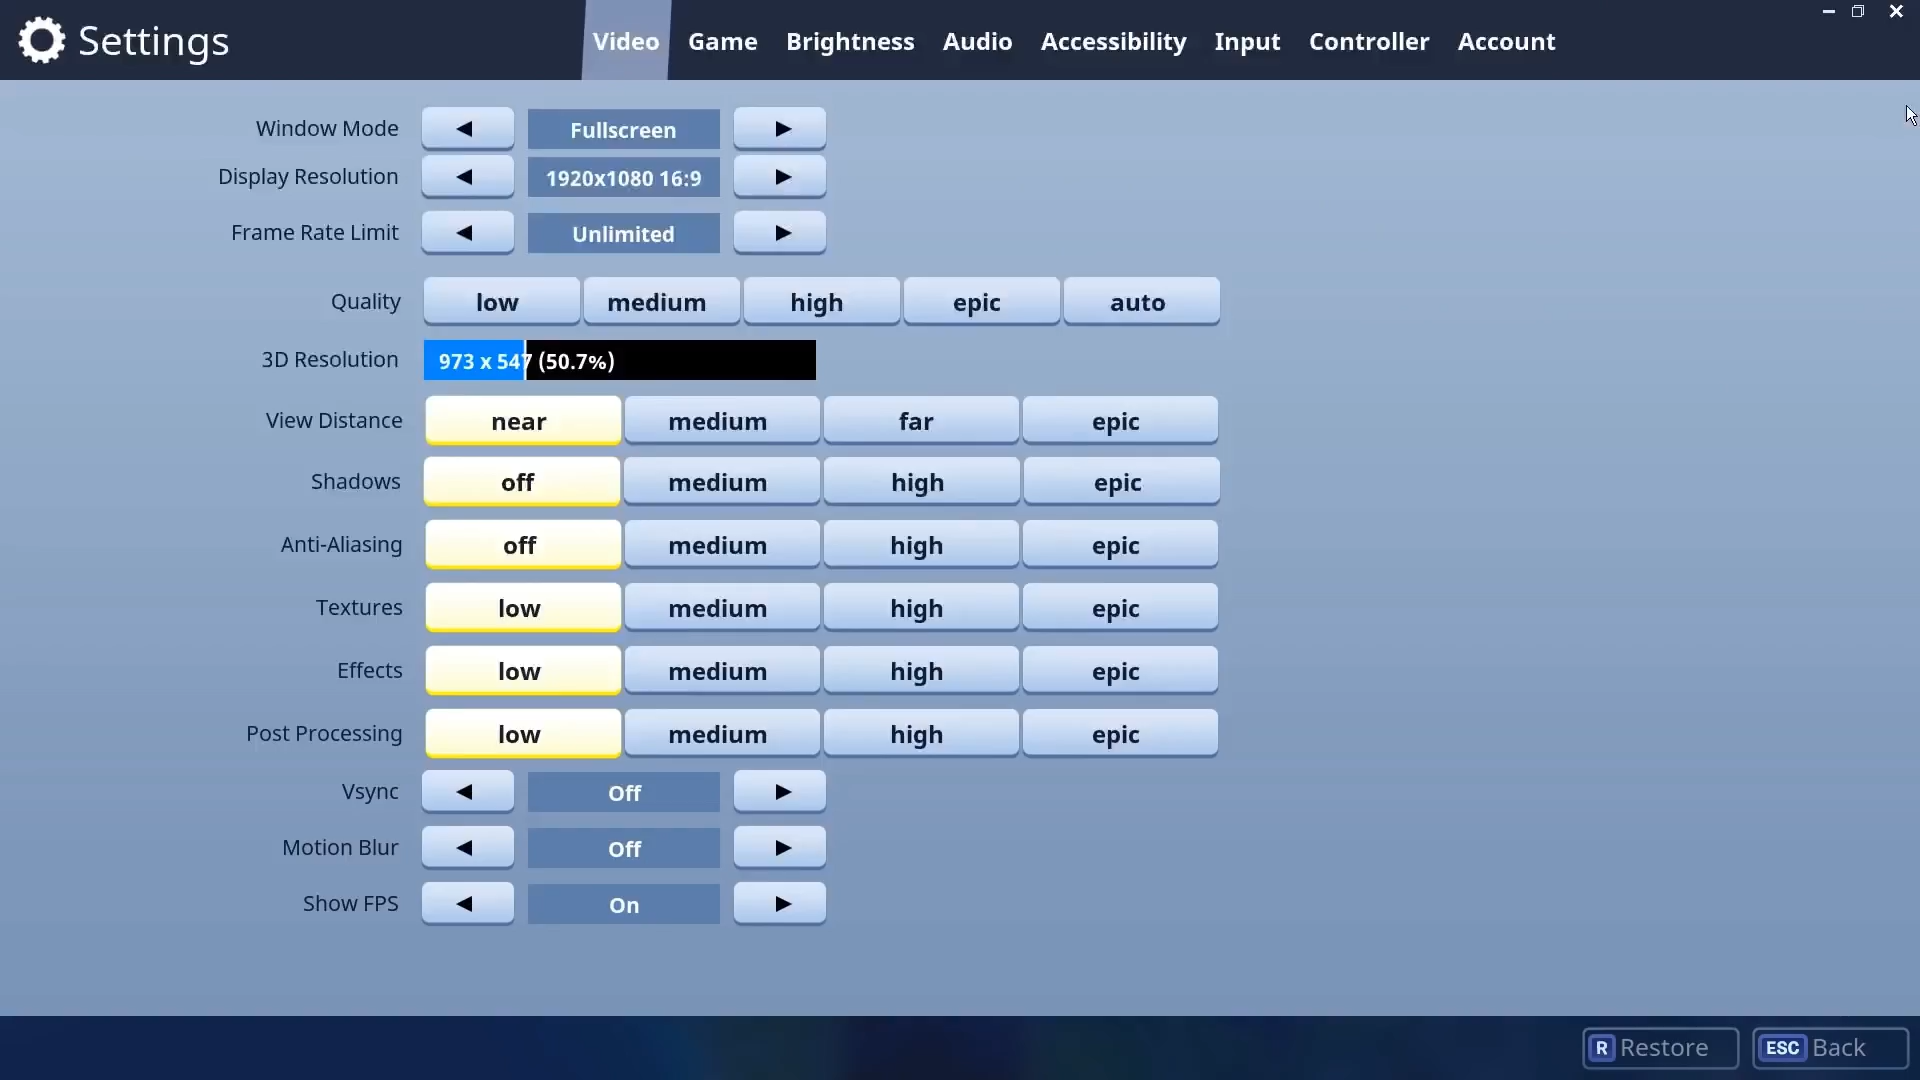 Settings Video Game Brightness Audio Accessibility Input Controller Account
Window Mode Fullscreen
Display Resolution 1920x1080 16:9
Frame Rate Limit Unlimited
Quality low medium high epic auto
3D Resolution 973 x 547 (50.7%)
View Distance near medium far epic
Shadows off medium high epic
Anti-Aliasing off medium high epic
Textures low medium high epic
Effects low medium high epic
Post Processing low medium high epic
Vsync Off
Motion Blur Off
Show FPS On
R Restore ESC Back